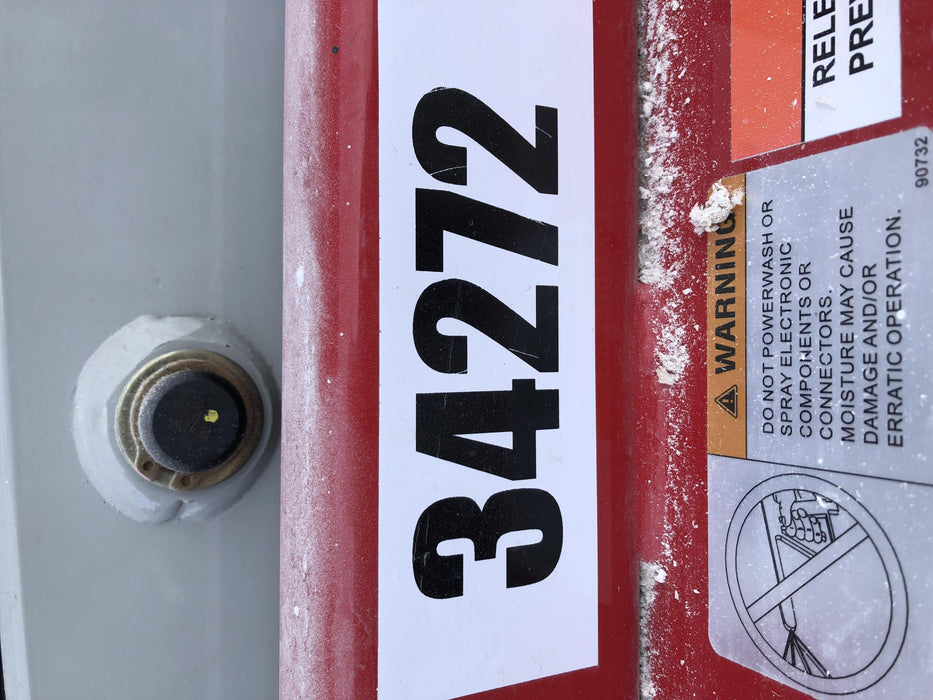 34272
RELE
PRE
WARNING
DO NOT POWERWASH OR
SPRAY ELECTRONIC
COMPONENTS OR
CONNECTORS.
MOISTURE MAY CAUSE
DAMAGE AND/OR
ERRATIC OPERATION.
90732